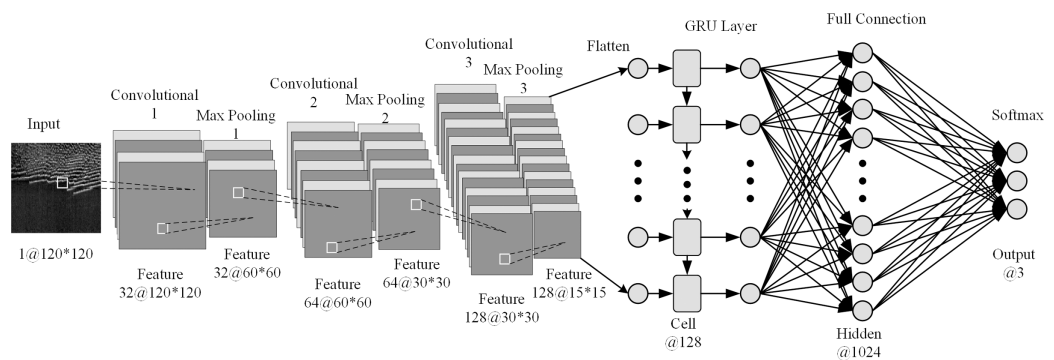 Input
1@120*120
Convolutional
1
Feature
32@120*120
Max Pooling
1
Feature
32@60*60
Convolutional
2
Feature
64@60*60
Max Pooling
2
Feature
64@30*30
Convolutional
3
Feature
128@30*30
Max Pooling
3
Feature
128@15*15
Flatten
GRU Layer
Cell
@128
Full Connection
Hidden
@1024
Softmax
Output
@3